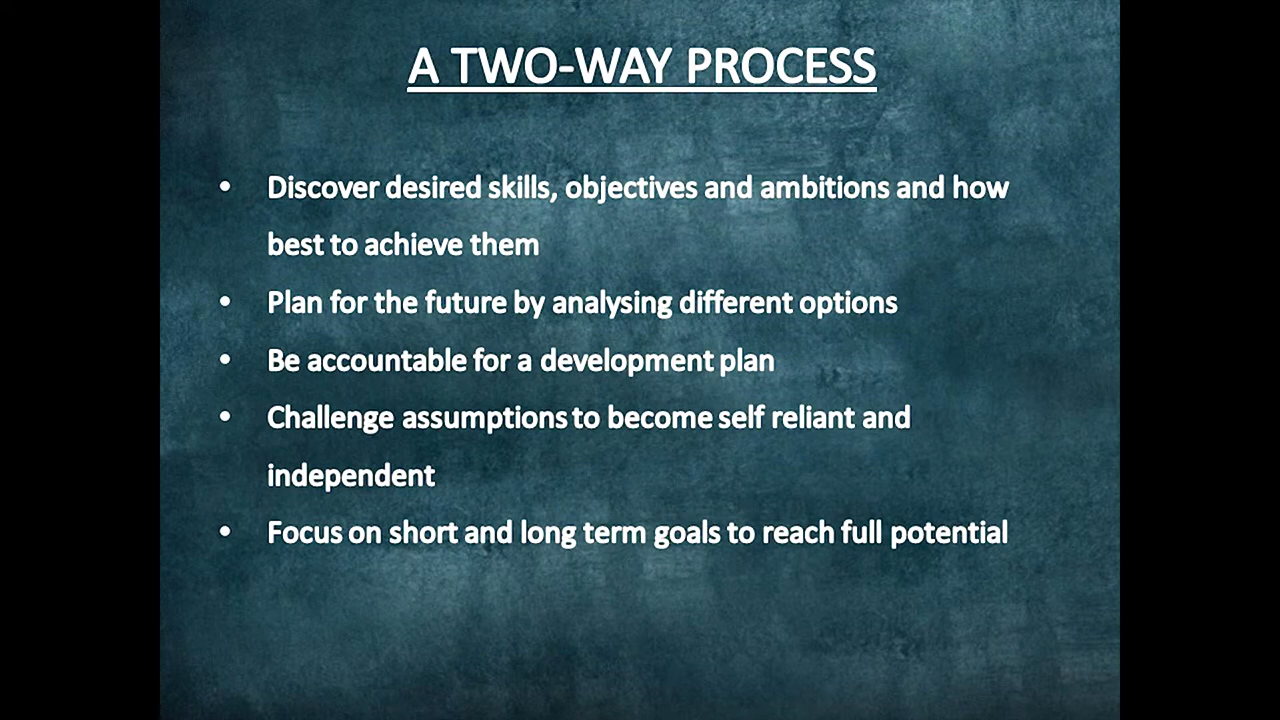 A TWO-WAY PROCESS
• Discover desired skills, objectives and ambitions and how
best to achieve them
• Plan for the future by analysing different options
• Be accountable for a development plan
• Challenge assumptions to become self reliant and
independent
• Focus on short and long term goals to reach full potential